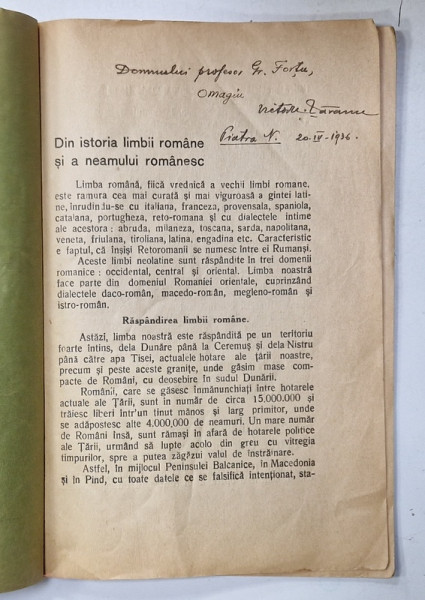 Domnului profesor Gr. Forțu,
Omagiu
Victor Țăranu
Piatra N. 20-IV-1936.
Din istoria limbii române
și a neamului românesc
Limba română, fiică vrednică a vechii limbi romane,
este ramura cea mai curată și mai viguroasă a gintei lati-
ne, înrudindu-se cu italiana, franceza, provensala, spaniola,
catalana, portugheza, reto-romana și cu dialectele intime
ale acestora: abruda, milaneza, toscana, sarda, napolitana,
veneta, friulana, tiroliana, latina, engadina etc. Caracteristic
e faptul, că înșiși Retoromanii se numesc între ei Rumanși.
Aceste limbi neolatine sunt răspândite în trei domenii
romanice: occidental, central și oriental. Limba noastră
face parte din domeniul Romaniei orientale, cuprinzând
dialectele daco-român, macedo-român, megleno-român și
istro-român.
Răspândirea limbii române.
Astăzi, limba noastră este răspândită pe un teritoriu
foarte întins, dela Dunăre până la Ceremuș și dela Nistru
până către apa Tisei, actualele hotare ale țării noastre,
precum și peste aceste granițe, unde găsim mase com-
pacte de Români, cu deosebire în sudul Dunării.
Românii, care se găsesc înmănunchiați între hotarele
actuale ale Țării, sunt în număr de circa 15.000.000 și
trăiesc liberi într'un ținut mănos și larg primitor, unde
se adăpostesc alte 4,000,000 de neamuri. Un mare număr
de Români însă, sunt rămași în afară de hotarele politice
ale Țării, urmând să lupte acolo din greu cu vitregia
timpurilor, spre a putea zăgăzui valul de înstrăinare.
Astfel, în mijlocul Peninsulei Balcanice, în Macedonia
și în Pind, cu toate datele ce se falsifică intenționat, sta-